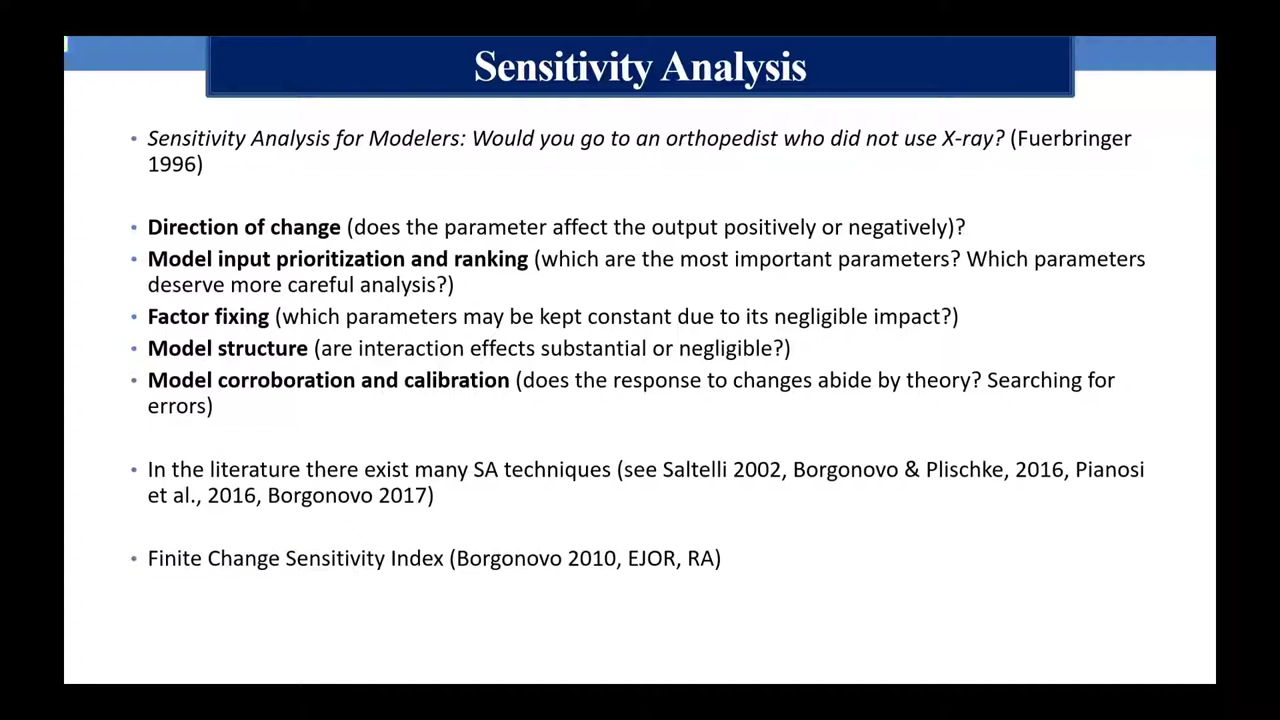 Sensitivity Analysis
• Sensitivity Analysis for Modelers: Would you go to an orthopedist who did not use X-ray? (Fuerbringer
1996)
• Direction of change (does the parameter affect the output positively or negatively)?
• Model input prioritization and ranking (which are the most important parameters? Which parameters
deserve more careful analysis?)
• Factor fixing (which parameters may be kept constant due to its negligible impact?)
• Model structure (are interaction effects substantial or negligible?)
• Model corroboration and calibration (does the response to changes abide by theory? Searching for
errors)
• In the literature there exist many SA techniques (see Saltelli 2002, Borgonovo & Plischke, 2016, Pianosi
et al., 2016, Borgonovo 2017)
• Finite Change Sensitivity Index (Borgonovo 2010, EJOR, RA)